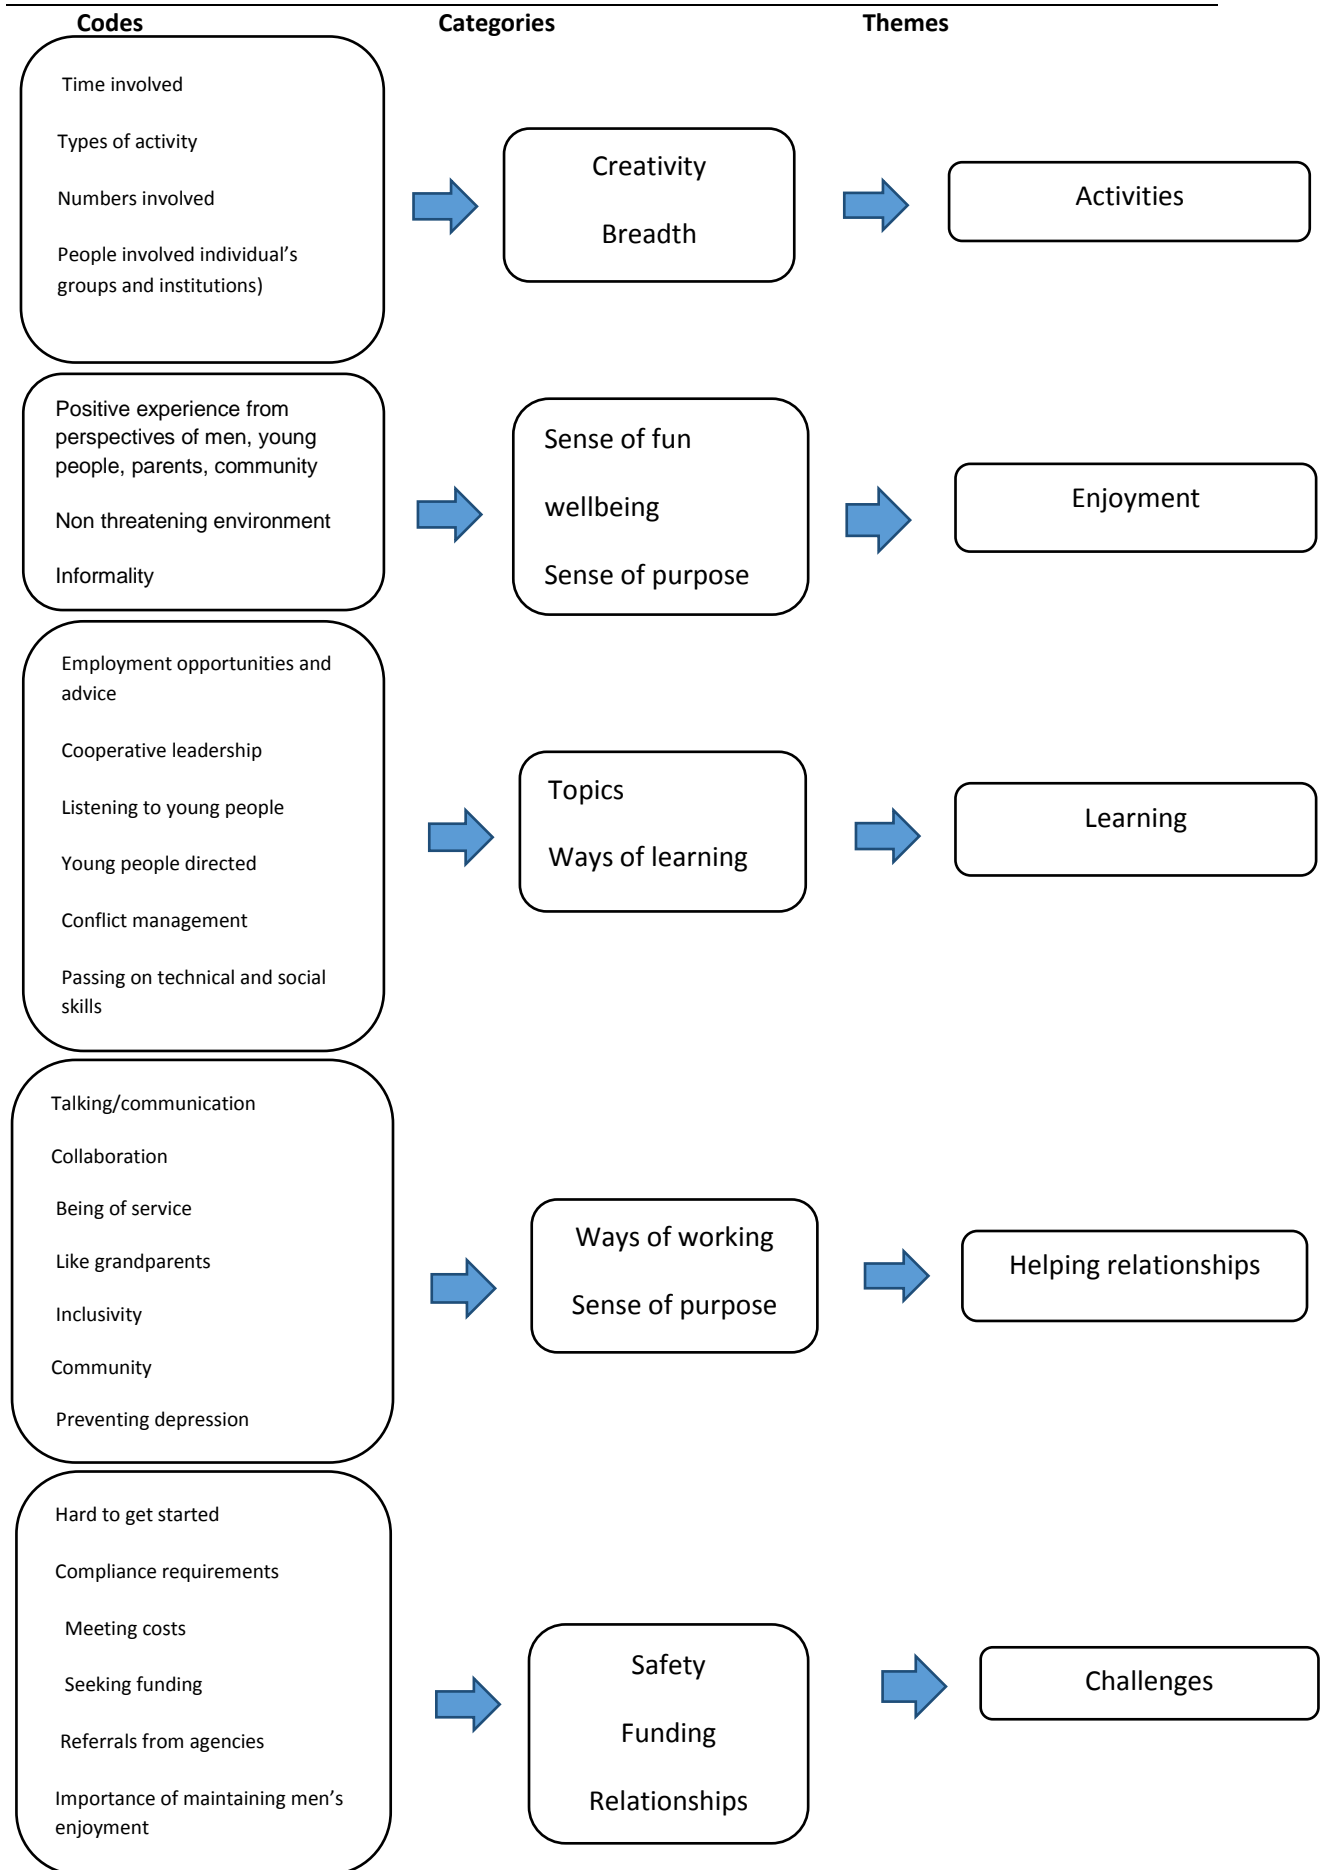 Codes Categories Themes
Time involved
Types of activity
Numbers involved
People involved individual’s
groups and institutions)
Creativity
Breadth
Activities
Positive experience from
perspectives of men, young
people, parents, community
Non threatening environment
Informality
Sense of fun
wellbeing
Sense of purpose
Enjoyment
Employment opportunities and
advice
Cooperative leadership
Listening to young people
Young people directed
Conflict management
Passing on technical and social
skills
Topics
Ways of learning
Learning
Talking/communication
Collaboration
Being of service
Like grandparents
Inclusivity
Community
Preventing depression
Ways of working
Sense of purpose
Helping relationships
Hard to get started
Compliance requirements
Meeting costs
Seeking funding
Referrals from agencies
Importance of maintaining men’s
enjoyment
Safety
Funding
Relationships
Challenges